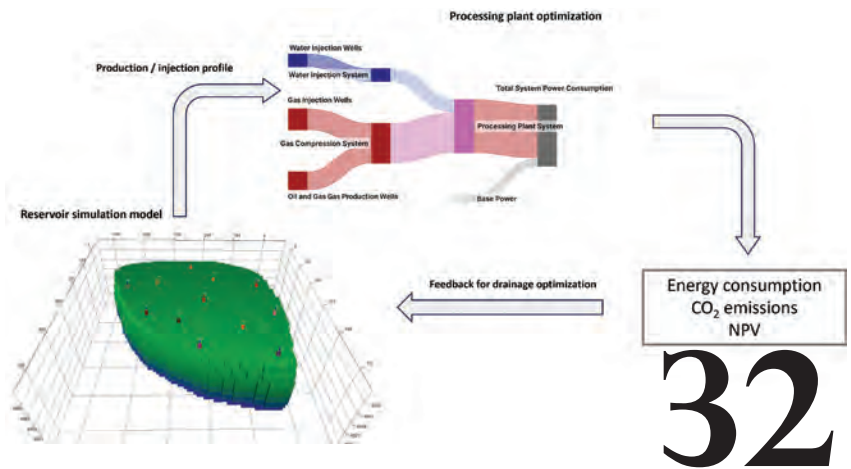 Processing plant optimization
Production / injection profile
Water Injection Wells
Water Injection System
Total System Power Consumption
Gas Injection Wells
Processing Plant System
Gas Compression System
Oil and Gas Gas Production Wells
Base Power
Reservoir simulation model
Feedback for drainage optimization
Energy consumption
CO₂ emissions
NPV
32